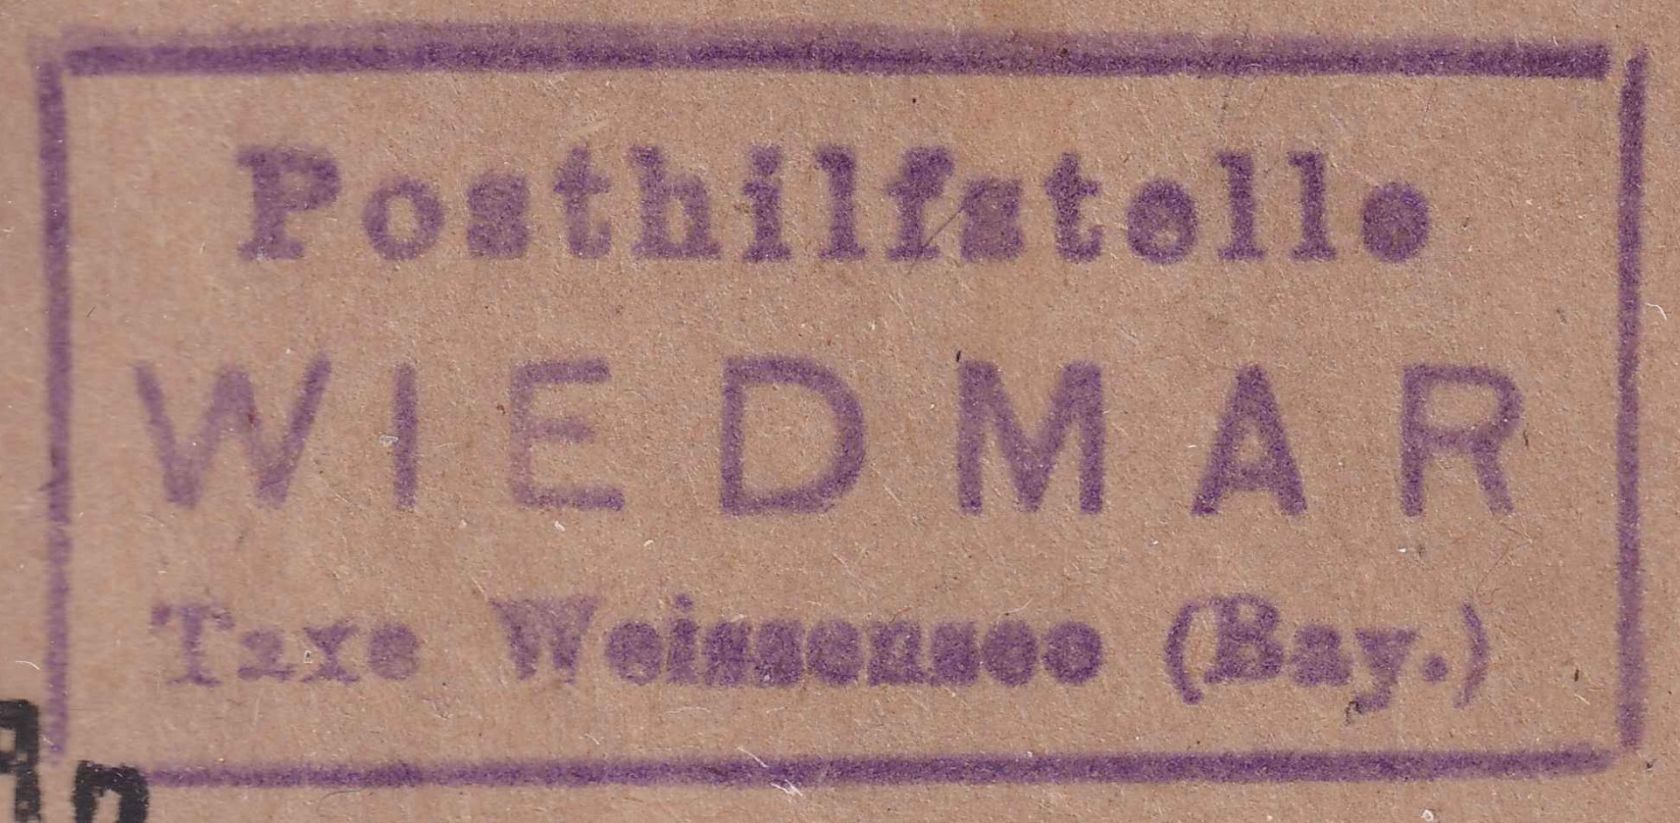 Posthilfstelle
WIEDMAR
Taxe Weissensee (Bay.)